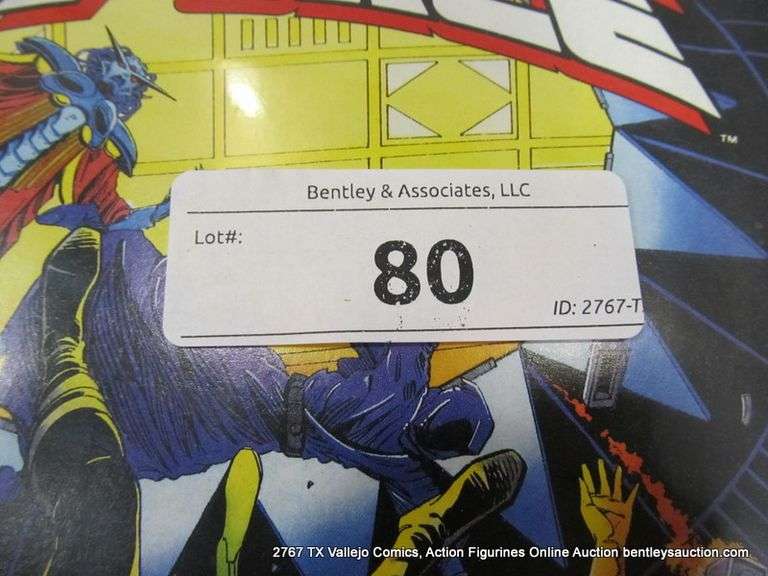 ™
Bentley & Associates, LLC
Lot#:
80
ID: 2767-T
2767 TX Vallejo Comics, Action Figurines Online Auction bentleysauction.com